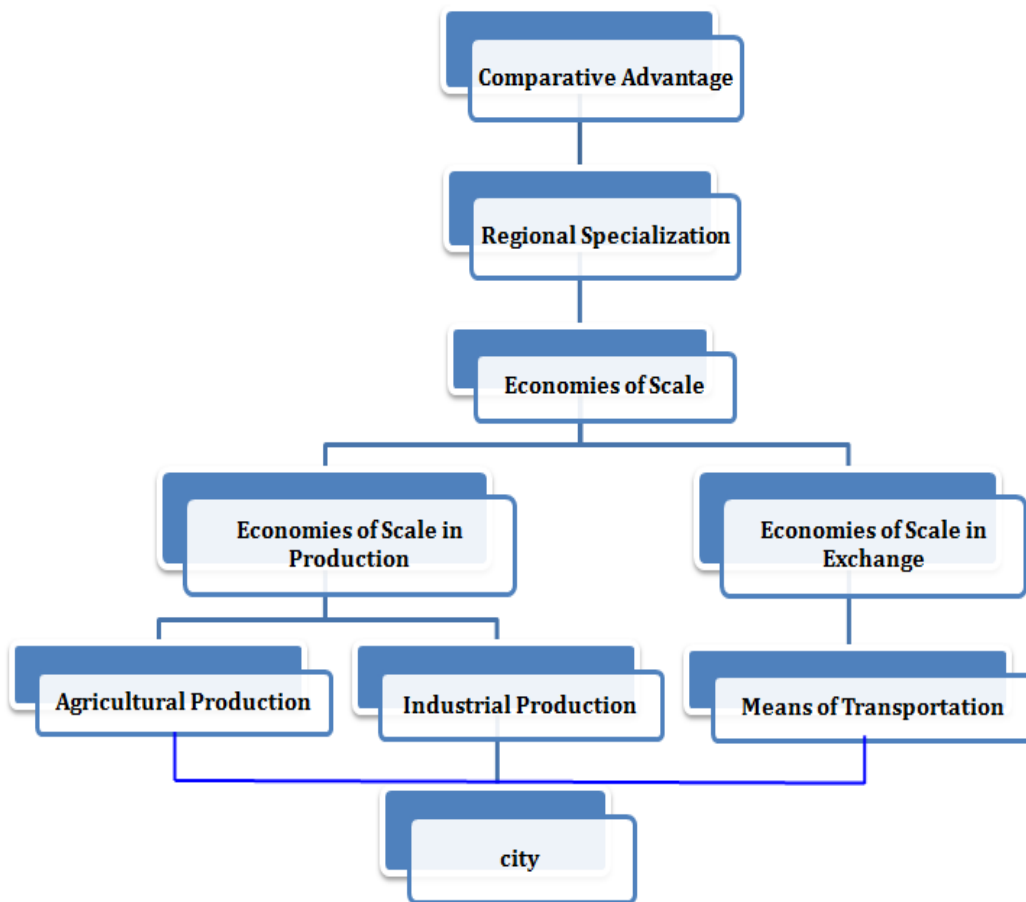 Comparative Advantage
Regional Specialization
Economies of Scale
Economies of Scale in
Production
Economies of Scale in
Exchange
Agricultural Production
Industrial Production
Means of Transportation
city